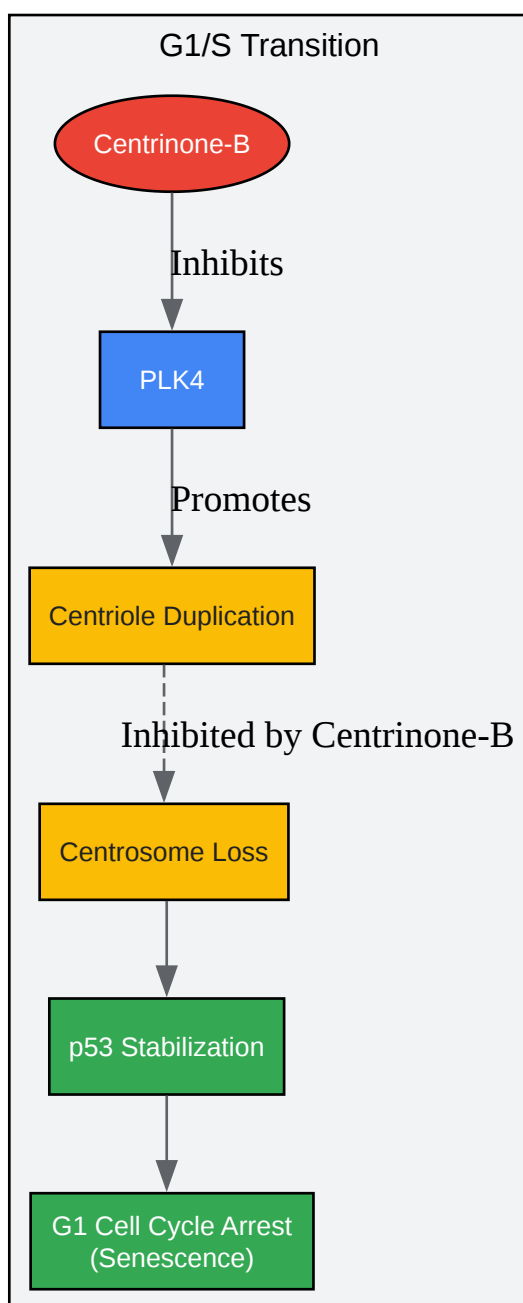 G1/S Transition
Centrinone-B
Inhibits
PLK4
Promotes
Centriole Duplication
Inhibited by Centrinone-B
Centrosome Loss
p53 Stabilization
G1 Cell Cycle Arrest
(Senescence)